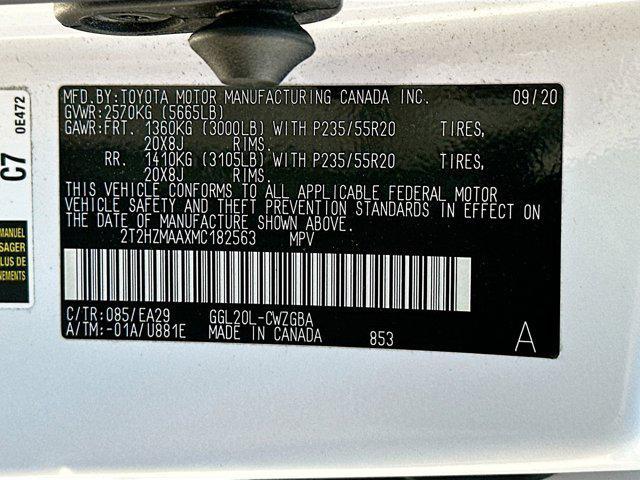 MFD.BY:TOYOTA MOTOR MANUFACTURING CANADA INC. 09/20
GVWR:2570KG (5665LB)
GAWR:FRT. 1360KG (3000LB) WITH P235/55R20 TIRES,
20X8J RIMS.
RR. 1410KG (3105LB) WITH P235/55R20 TIRES,
20X8J RIMS.
THIS VEHICLE CONFORMS TO ALL APPLICABLE FEDERAL MOTOR
VEHICLE SAFETY AND THEFT PREVENTION STANDARDS IN EFFECT ON
THE DATE OF MANUFACTURE SHOWN ABOVE.
2T2HZMAAXMC182563 MPV
C/TR:085/EA29 GGL20L-CWZGBA
A/TM:-01A/U881E MADE IN CANADA 853 A
C7 0E472
MANUEL
SAGER
PLUS DE
NEMENTS